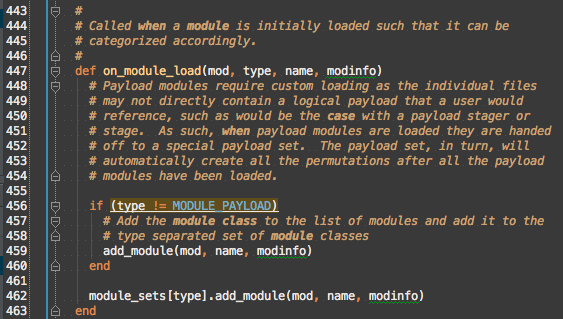 443 #
444 # Called when a module is initially loaded such that it can be
445 # categorized accordingly.
446 #
447 def on_module_load(mod, type, name, modinfo)
448 # Payload modules require custom loading as the individual files
449 # may not directly contain a logical payload that a user would
450 # reference, such as would be the case with a payload stager or
451 # stage.  As such, when payload modules are loaded they are handed
452 # off to a special payload set.  The payload set, in turn, will
453 # automatically create all the permutations after all the payload
454 # modules have been loaded.
455
456 if (type != MODULE_PAYLOAD)
457 # Add the module class to the list of modules and add it to the
458 # type separated set of module classes
459 add_module(mod, name, modinfo)
460 end
461
462 module_sets[type].add_module(mod, name, modinfo)
463 end